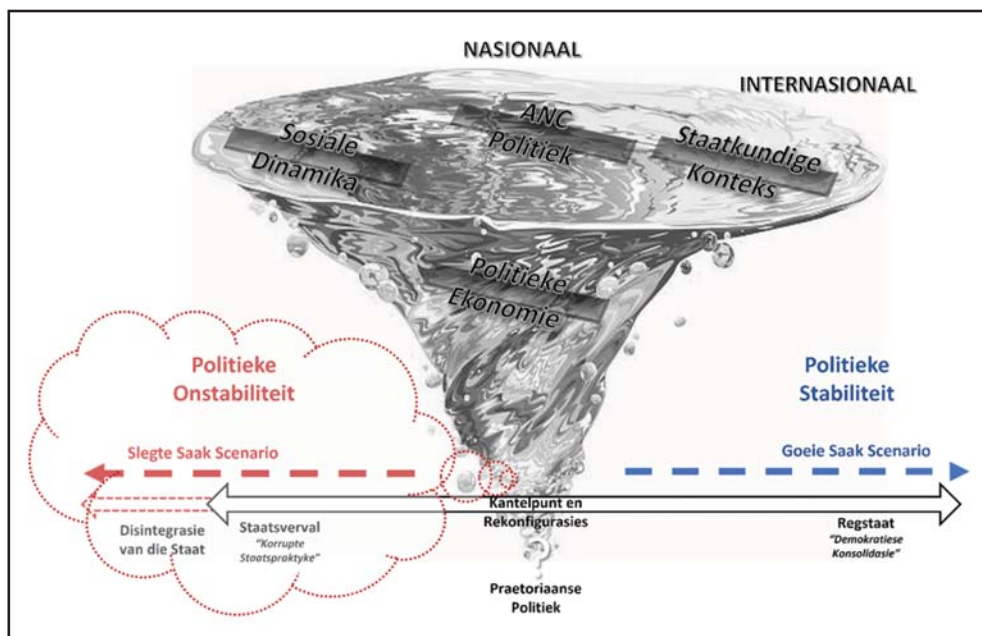 NASIONAAL
INTERNASIONAAL
Sosiale
Dinamika
ANC
Politiek
Staatkundige
Konteks
Politieke
Ekonomie
Politieke
Onstabiliteit
Politieke
Stabiliteit
Slegte Saak Scenario
Goeie Saak Scenario
Kantelpunt en
Rekonfigurasies
Disintegrasie
van die Staat
Staatsverval
"Korrupte
Staatspraktyke"
Regstaat
"Demokratiese
Konsolidasie"
Praetoriaanse
Politiek